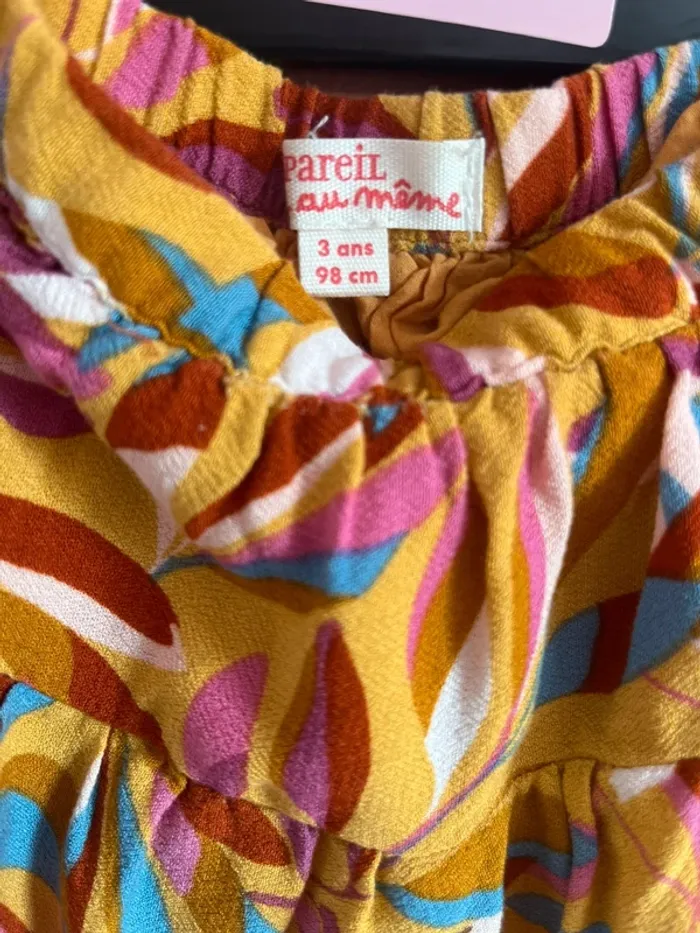 Pareil
au même
3 ans
98 cm